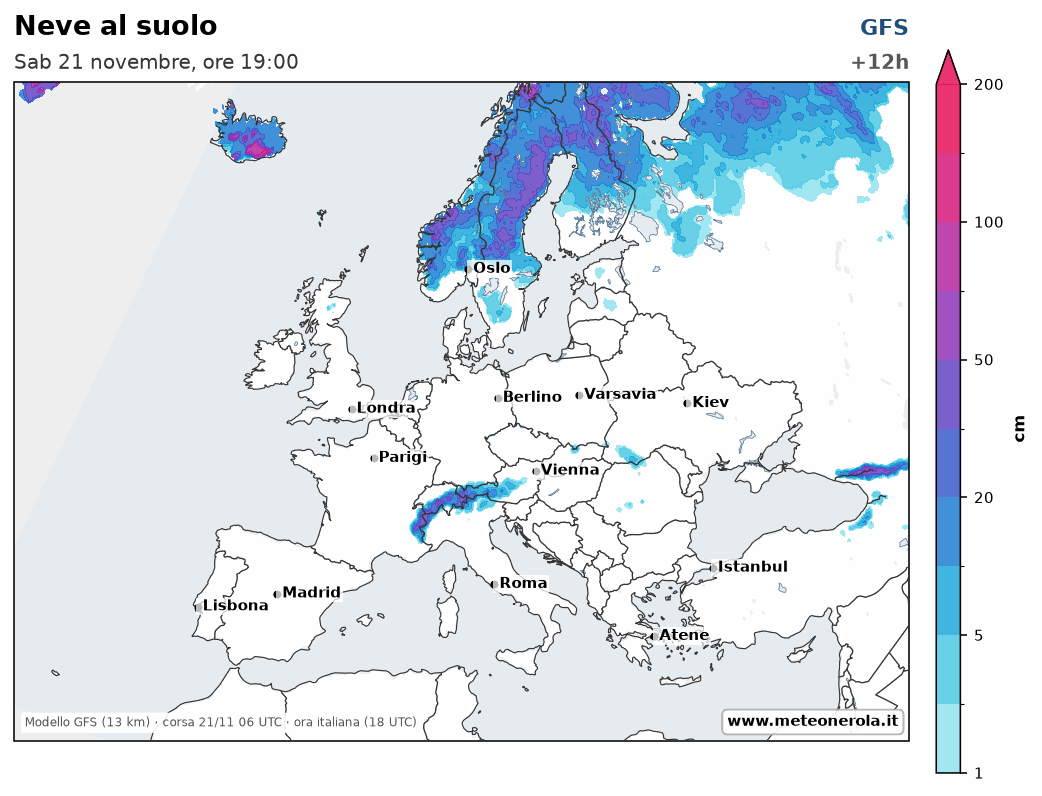 Neve al suolo
GFS
Sab 21 novembre, ore 19:00
+12h
200
100
50
20
5
1
cm
Oslo
Londra
Berlino
Varsavia
Kiev
Parigi
Vienna
Istanbul
Roma
Madrid
Lisbona
Atene
Modello GFS (13 km) · corsa 21/11 06 UTC · ora italiana (18 UTC)
www.meteonerola.it